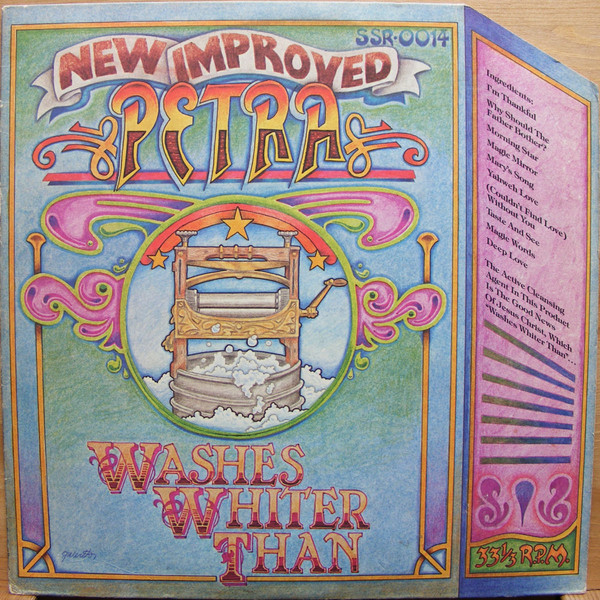 SSR-0014
NEW IMPROVED
PETRA
WASHES
WHITER
THAN
Ingredients:
I'm Thankful
Why Should The
Father Bother?
Morning Star
Magic Mirror
Mary's Song
Yahweh Love
(Couldn't Find Love)
Without You
Taste And See
Magic Words
Deep Love
The Active Cleansing
Agent In This Product
Is The Good News
Of Jesus Christ, Which
"Washes Whiter Than"...
33 1/3 R.P.M.